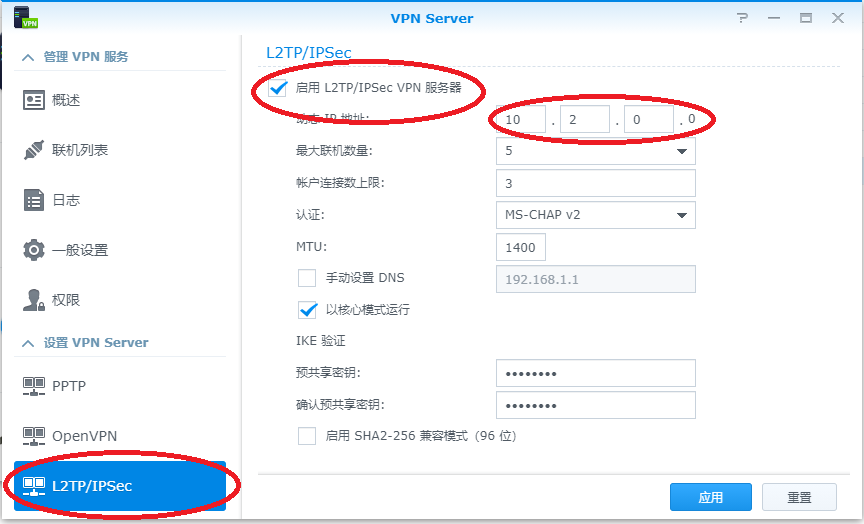 VPN Server
VPN
管理 VPN 服务
概述
联机列表
日志
一般设置
权限
设置 VPN Server
PPTP
OpenVPN
L2TP/IPSec
L2TP/IPSec
启用 L2TP/IPSec VPN 服务器
动态 IP 地址: 10 . 2 . 0 . 0
最大联机数量: 5
帐户连接数上限: 3
认证: MS-CHAP v2
MTU: 1400
手动设置 DNS 192.168.1.1
以核心模式运行
IKE 验证
预共享密钥: ••••••••
确认预共享密钥: ••••••••
启用 SHA2-256 兼容模式 (96 位)
应用 重置